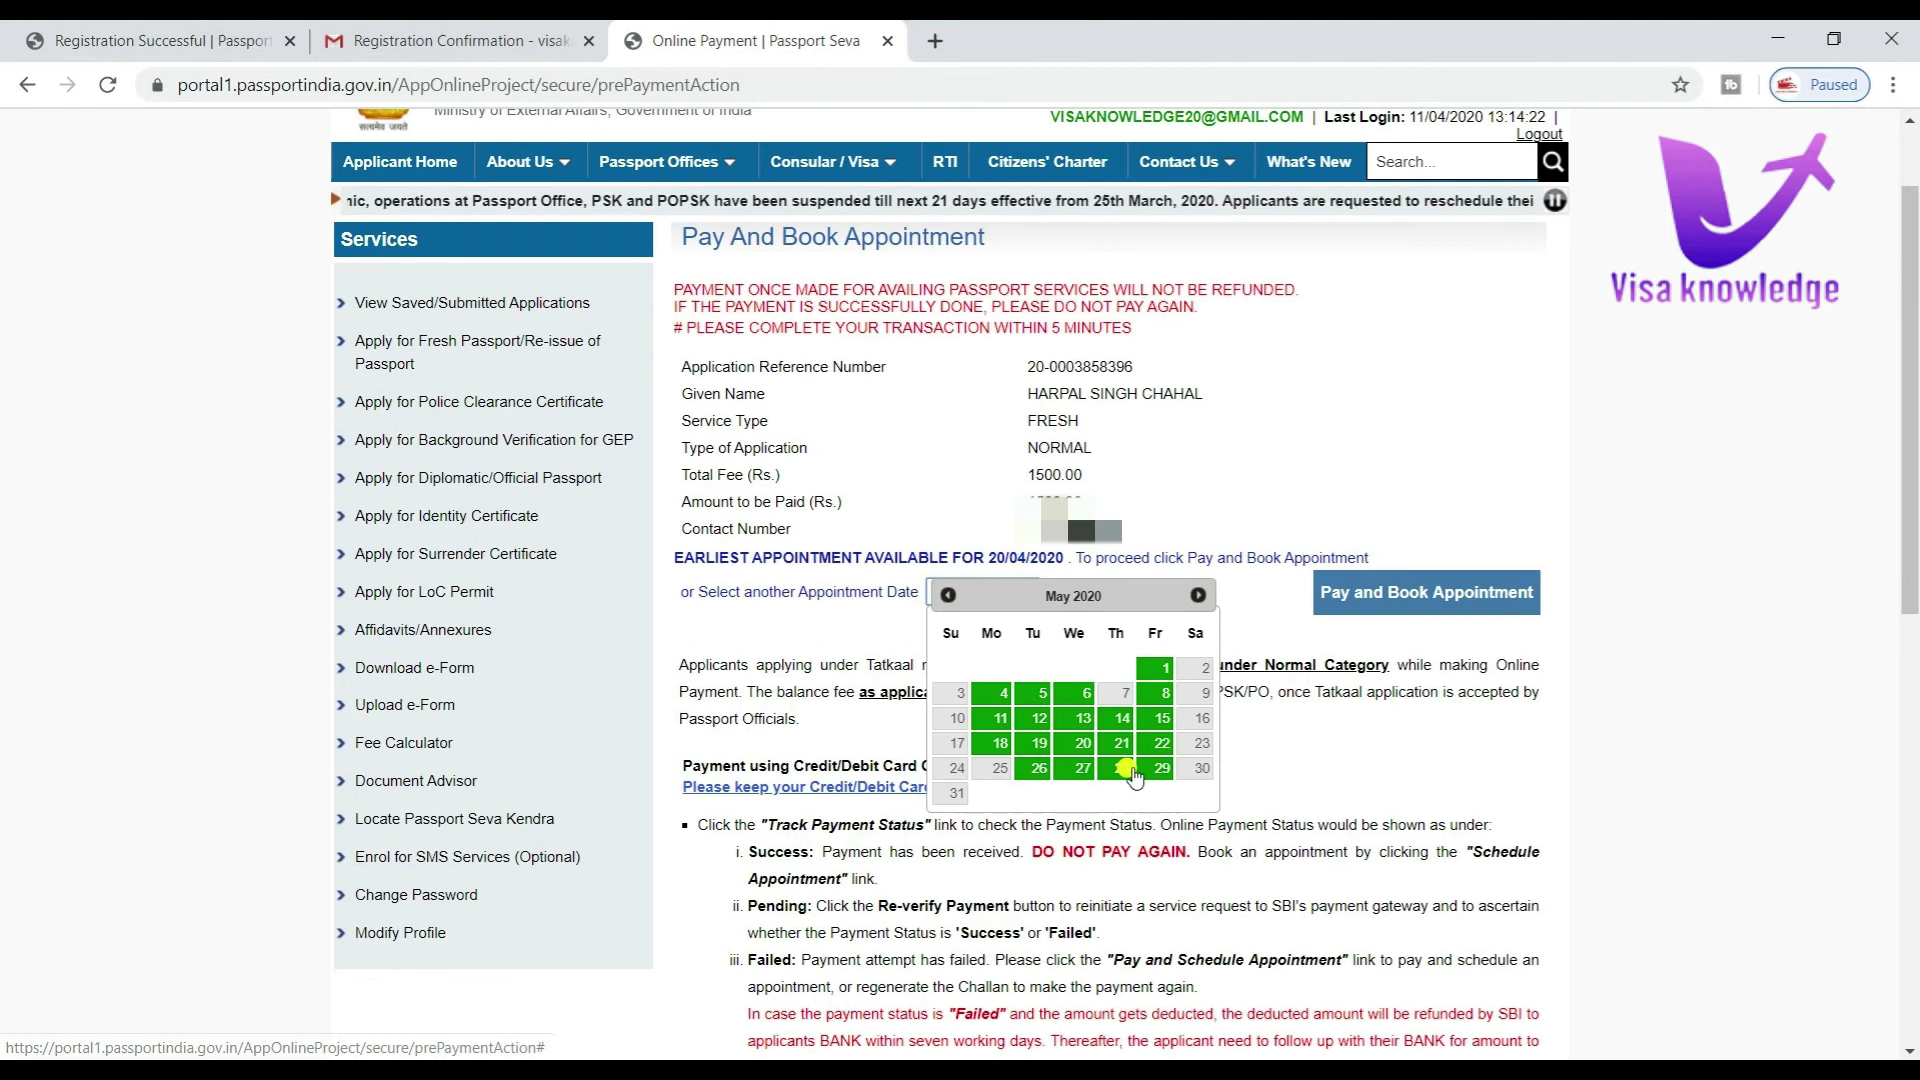 Registration Successful | Passport
Registration Confirmation - visak
Online Payment | Passport Seva
portal1.passportindia.gov.in/AppOnlineProject/secure/prePaymentAction
Paused
सत्यमेव जयते
Ministry of External Affairs, Government of India
VISAKNOWLEDGE20@GMAIL.COM | Last Login: 11/04/2020 13:14:22 |
Logout
Applicant Home About Us Passport Offices Consular / Visa RTI Citizens' Charter Contact Us What's New Search...
nic, operations at Passport Office, PSK and POPSK have been suspended till next 21 days effective from 25th March, 2020. Applicants are requested to reschedule thei
Visa knowledge
Services
View Saved/Submitted Applications
Apply for Fresh Passport/Re-issue of
Passport
Apply for Police Clearance Certificate
Apply for Background Verification for GEP
Apply for Diplomatic/Official Passport
Apply for Identity Certificate
Apply for Surrender Certificate
Apply for LoC Permit
Affidavits/Annexures
Download e-Form
Upload e-Form
Fee Calculator
Document Advisor
Locate Passport Seva Kendra
Enrol for SMS Services (Optional)
Change Password
Modify Profile
Pay And Book Appointment
PAYMENT ONCE MADE FOR AVAILING PASSPORT SERVICES WILL NOT BE REFUNDED.
IF THE PAYMENT IS SUCCESSFULLY DONE, PLEASE DO NOT PAY AGAIN.
# PLEASE COMPLETE YOUR TRANSACTION WITHIN 5 MINUTES
Application Reference Number 20-0003858396
Given Name HARPAL SINGH CHAHAL
Service Type FRESH
Type of Application NORMAL
Total Fee (Rs.) 1500.00
Amount to be Paid (Rs.)
Contact Number
EARLIEST APPOINTMENT AVAILABLE FOR 20/04/2020 . To proceed click Pay and Book Appointment
or Select another Appointment Date
Pay and Book Appointment
May 2020
Su Mo Tu We Th Fr Sa
1 2
3 4 5 6 7 8 9
10 11 12 13 14 15 16
17 18 19 20 21 22 23
24 25 26 27 29 30
31
Applicants applying under Tatkaal under Normal Category while making Online
Payment. The balance fee as applica PSK/PO, once Tatkaal application is accepted by
Passport Officials.
Payment using Credit/Debit Card
Please keep your Credit/Debit Card
Click the "Track Payment Status" link to check the Payment Status. Online Payment Status would be shown as under:
i. Success: Payment has been received. DO NOT PAY AGAIN. Book an appointment by clicking the "Schedule
Appointment" link.
ii. Pending: Click the Re-verify Payment button to reinitiate a service request to SBI's payment gateway and to ascertain
whether the Payment Status is 'Success' or 'Failed'.
iii. Failed: Payment attempt has failed. Please click the "Pay and Schedule Appointment" link to pay and schedule an
appointment, or regenerate the Challan to make the payment again.
In case the payment status is "Failed" and the amount gets deducted, the deducted amount will be refunded by SBI to
applicants BANK within seven working days. Thereafter, the applicant need to follow up with their BANK for amount to
https://portal1.passportindia.gov.in/AppOnlineProject/secure/prePaymentAction#